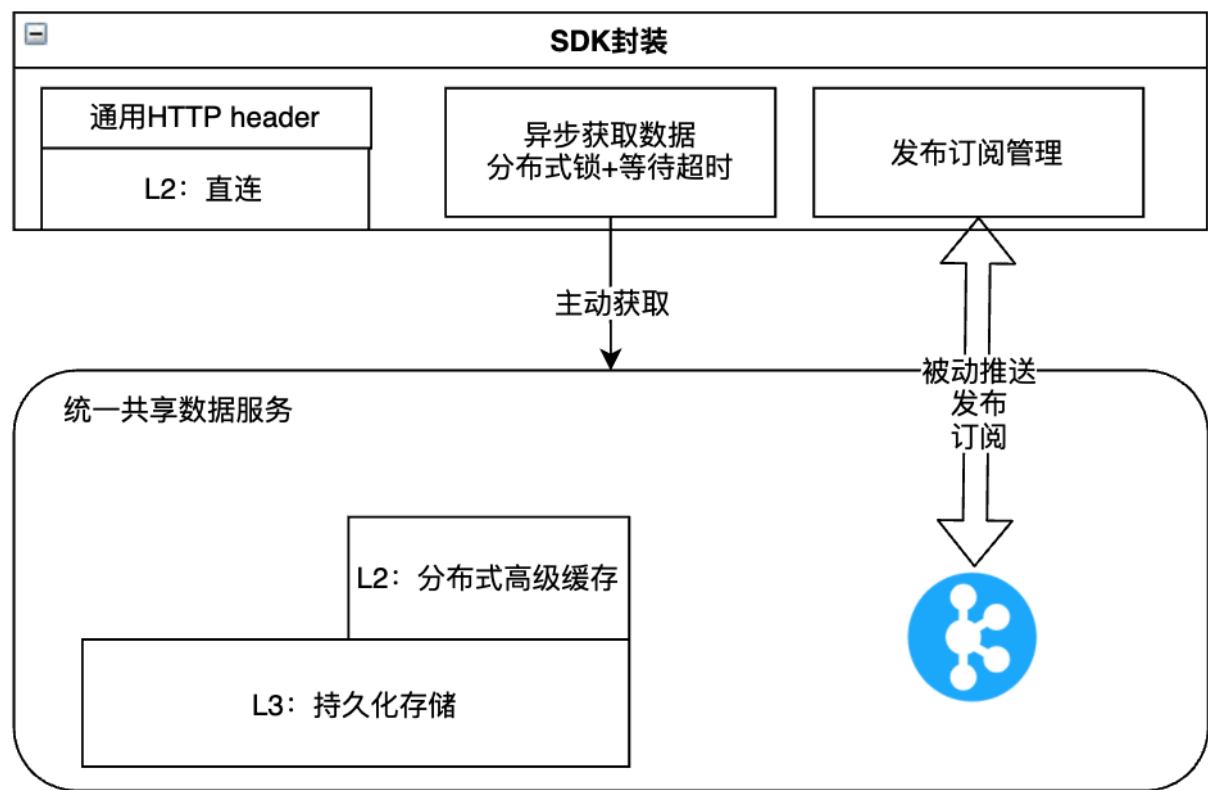 SDK封装
通用HTTP header
L2：直连
异步获取数据
分布式锁+等待超时
发布订阅管理
主动获取
被动推送
发布
订阅
统一共享数据服务
L2：分布式高级缓存
L3：持久化存储